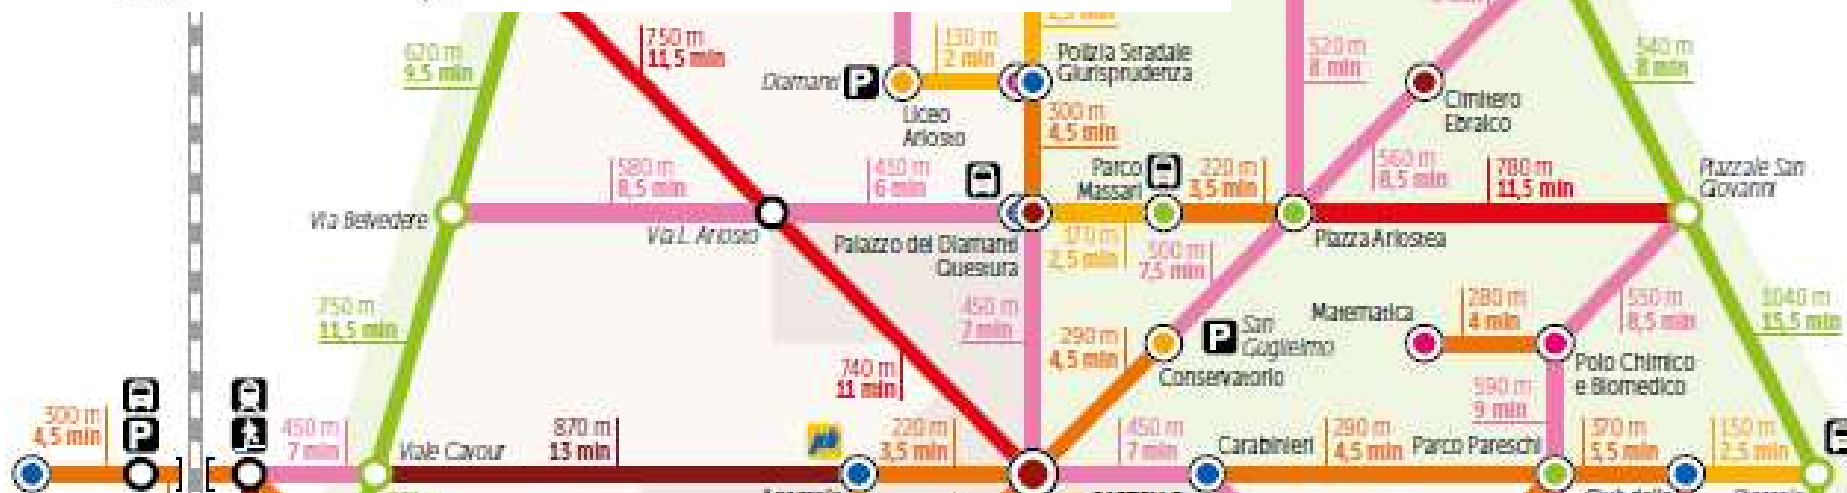 620 m
9.5 min
750 m
11,5 min
130 m
2 min
Polizia Stradale
Giurisprudenza
Diamanti P
Liceo
Ariosto
300 m
4,5 min
520 m
8 min
540 m
8 min
Cimitero
Ebraico
580 m
8,5 min
410 m
6 min
Parco
Massari
220 m
3,5 min
560 m
8,5 min
780 m
11,5 min
Piazzale San
Giovanni
Via Belvedere
Via L. Ariosto
Palazzo dei Diamanti
Questura
170 m
2,5 min
500 m
7,5 min
Piazza Ariostea
750 m
11,5 min
450 m
7 min
290 m
4,5 min
P San
Guglielmo
Conservatorio
Matematica
280 m
4 min
550 m
8,5 min
1040 m
15,5 min
740 m
11 min
Polo Chimico
e Biomedico
590 m
9 min
300 m
4,5 min
P
450 m
7 min
Viale Cavour
870 m
13 min
220 m
3,5 min
450 m
7 min
Carabinieri
290 m
4,5 min
Parco Pareschi
370 m
5,5 min
150 m
2.5 min